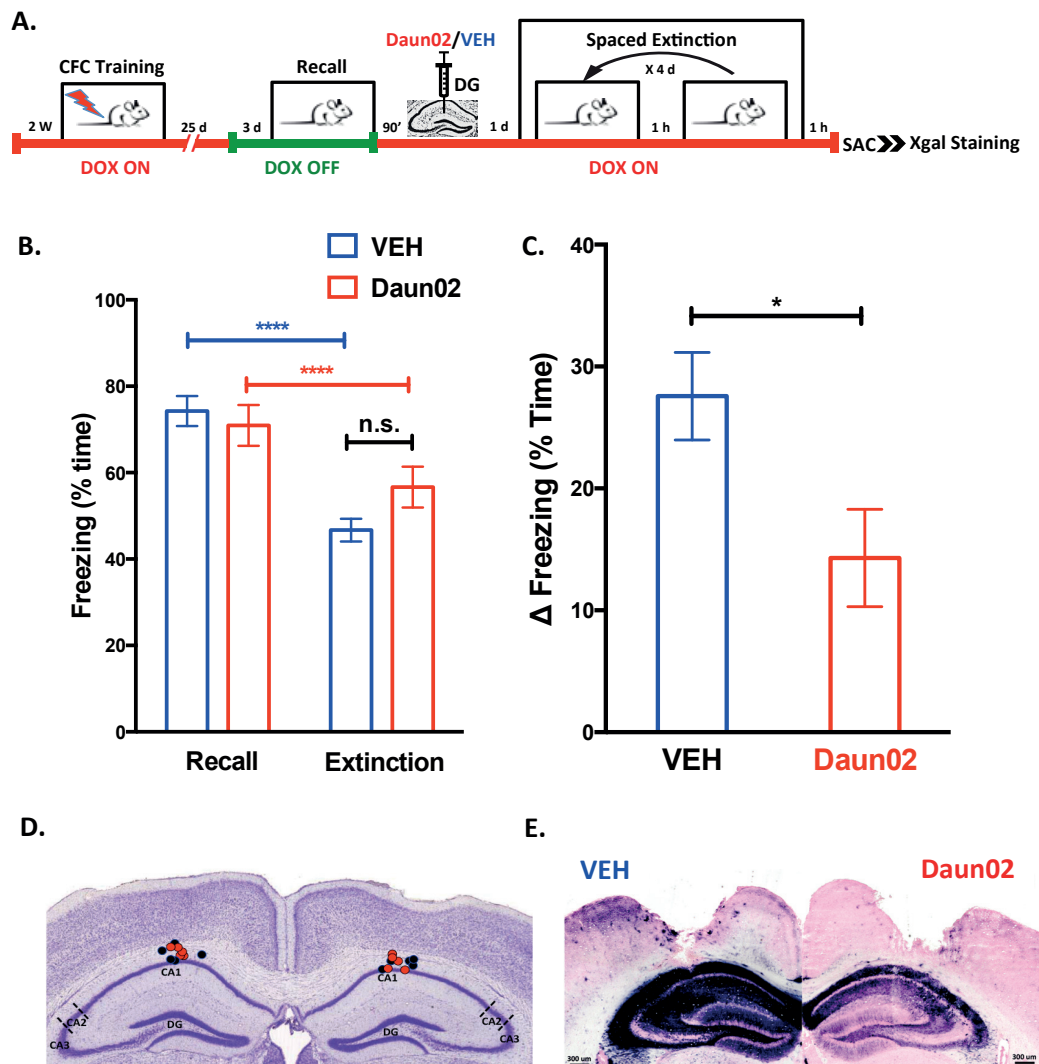 A.
Daun02/VEH
CFC Training
Recall
DG
Spaced Extinction
X 4 d
2 W
25 d
3 d
90'
1 d
1 h
1 h
DOX ON
DOX OFF
DOX ON
SAC
Xgal Staining
B.
VEH
Daun02
Freezing (% time)
100
80
60
40
20
0
****
****
n.s.
Recall
Extinction
C.
Δ Freezing (% Time)
40
30
20
10
0
*
VEH
Daun02
D.
CA1
CA1
CA2
CA2
CA3
CA3
DG
DG
E.
VEH
Daun02
300 um
300 um